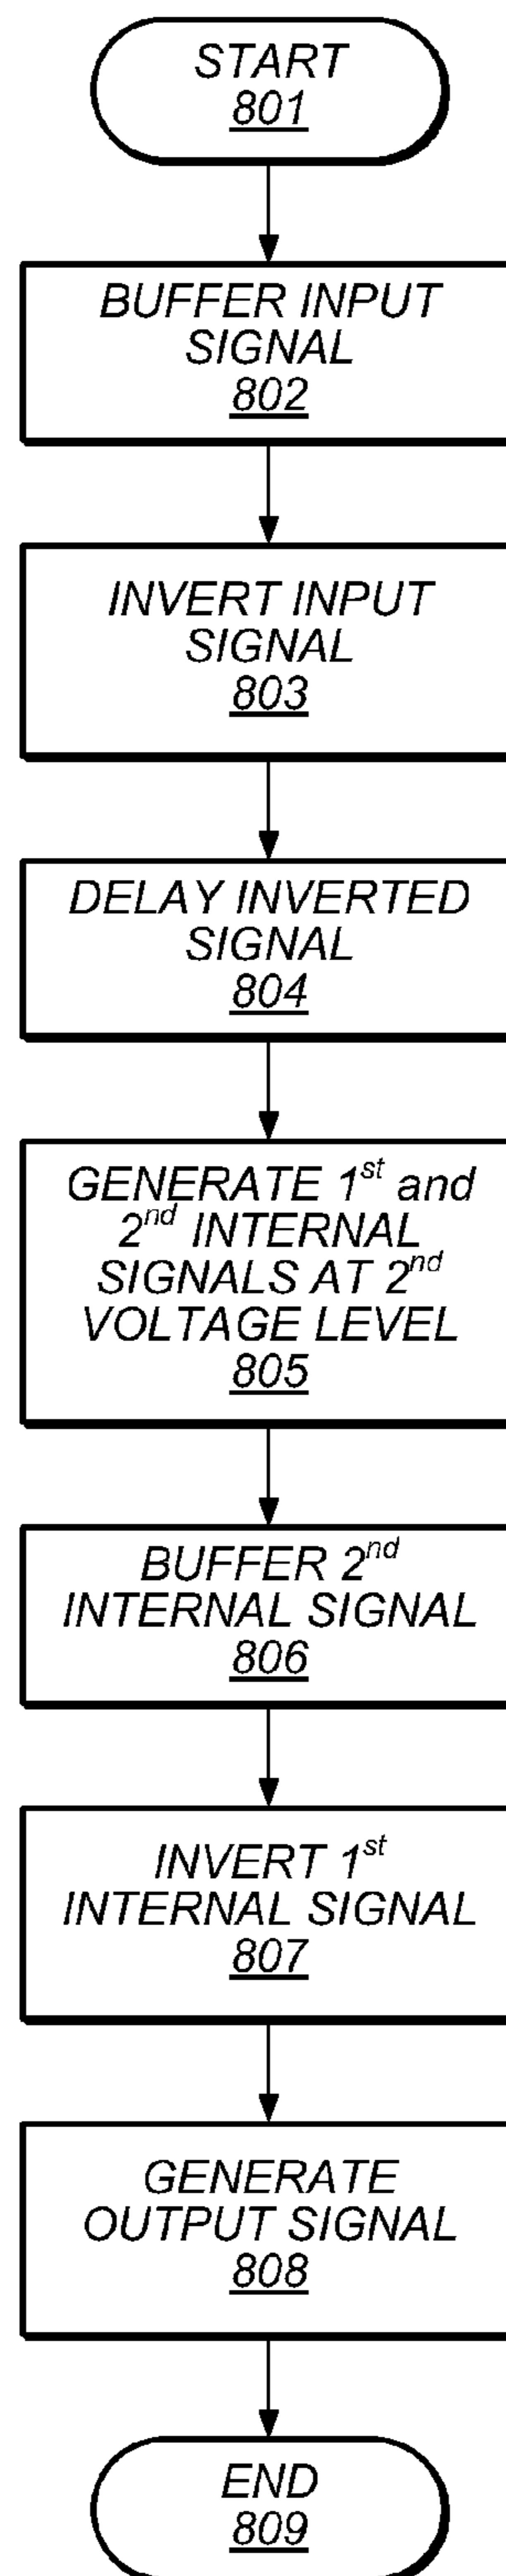 START
801
BUFFER INPUT
SIGNAL
802
INVERT INPUT
SIGNAL
803
DELAY INVERTED
SIGNAL
804
GENERATE 1st and
2nd INTERNAL
SIGNALS AT 2nd
VOLTAGE LEVEL
805
BUFFER 2nd
INTERNAL SIGNAL
806
INVERT 1st
INTERNAL SIGNAL
807
GENERATE
OUTPUT SIGNAL
808
END
809